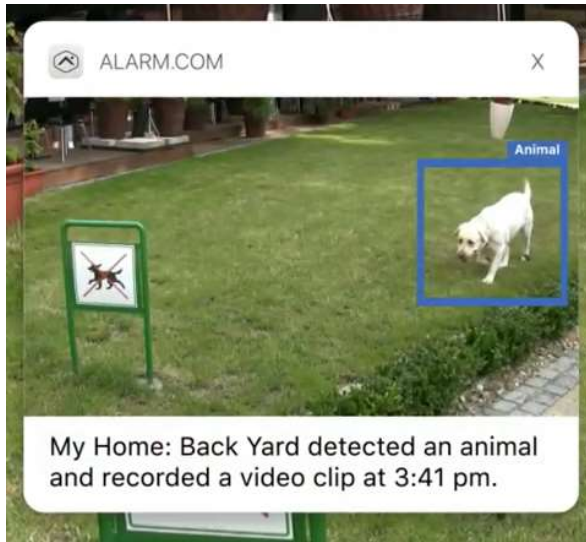 ALARM.COM
X
Animal
My Home: Back Yard detected an animal
and recorded a video clip at 3:41 pm.